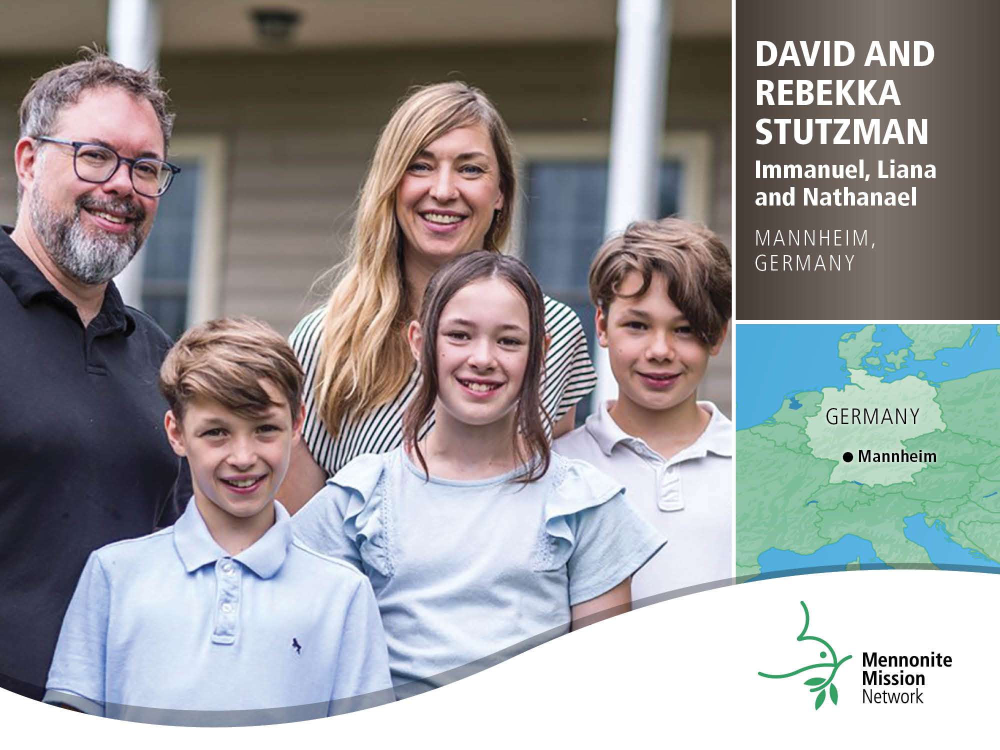 DAVID AND
REBEKKA
STUTZMAN
Immanuel, Liana
and Nathanael
MANNHEIM,
GERMANY
GERMANY
Mannheim
Mennonite
Mission
Network